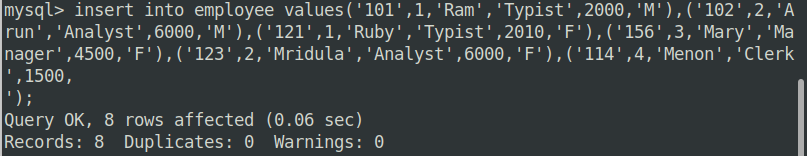 mysql> insert into employee values('101',1,'Ram','Typist',2000,'M'),('102',2,'A
run','Analyst',6000,'M'),('121',1,'Ruby','Typist',2010,'F'),('156',3,'Mary','Ma
nager',4500,'F'),('123',2,'Mridula','Analyst',6000,'F'),('114',4,'Menon','Clerk
',1500,
');
Query OK, 8 rows affected (0.06 sec)
Records: 8  Duplicates: 0  Warnings: 0